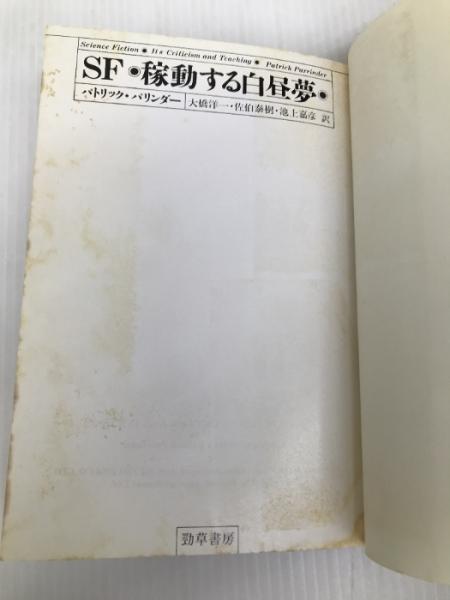 Science Fiction ● Its Criticism and Teaching ● Patrick Parrinder
SF●稼動する白昼夢●
パトリック・パリンダー 大橋洋一・佐伯泰樹・池上嘉彦 訳
勁草書房